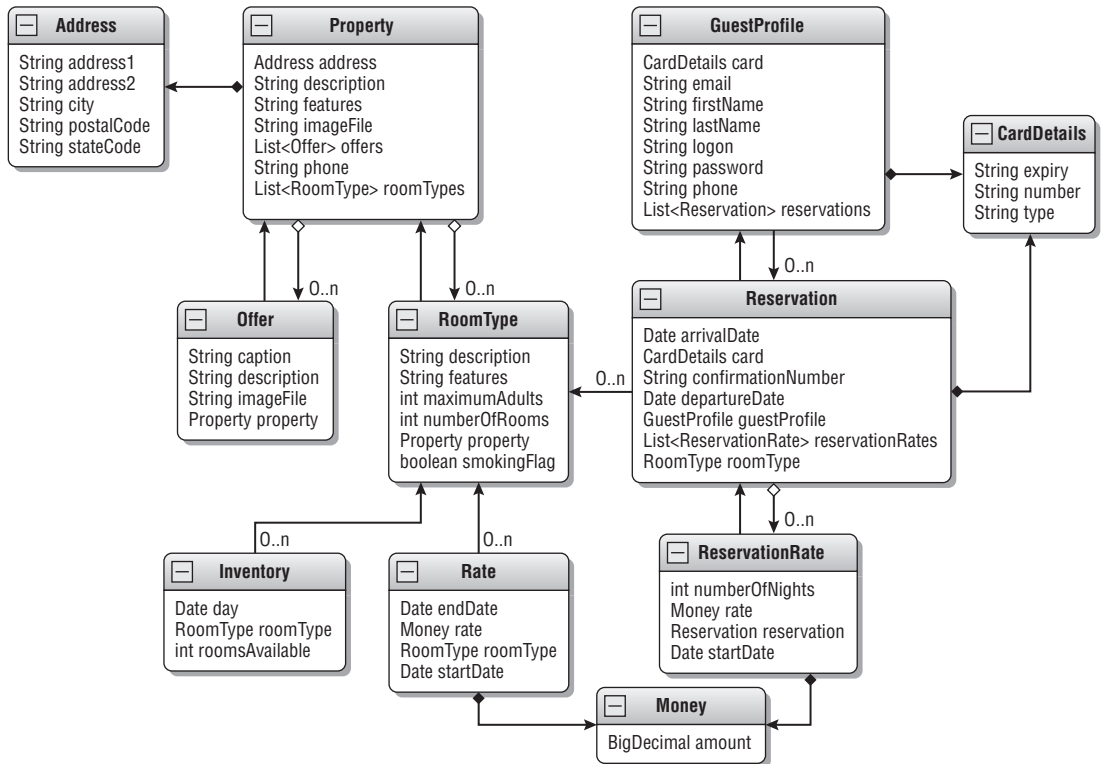 Address
String address1
String address2
String city
String postalCode
String stateCode
Property
Address address
String description
String features
String imageFile
List<Offer> offers
String phone
List<RoomType> roomTypes
GuestProfile
CardDetails card
String email
String firstName
String lastName
String logon
String password
String phone
List<Reservation> reservations
CardDetails
String expiry
String number
String type
0..n
0..n
0..n
Offer
String caption
String description
String imageFile
Property property
RoomType
String description
String features
int maximumAdults
int numberOfRooms
Property property
boolean smokingFlag
0..n
Reservation
Date arrivalDate
CardDetails card
String confirmationNumber
Date departureDate
GuestProfile guestProfile
List<ReservationRate> reservationRates
RoomType roomType
0..n
0..n
0..n
Inventory
Date day
RoomType roomType
int roomsAvailable
Rate
Date endDate
Money rate
RoomType roomType
Date startDate
ReservationRate
int numberOfNights
Money rate
Reservation reservation
Date startDate
Money
BigDecimal amount